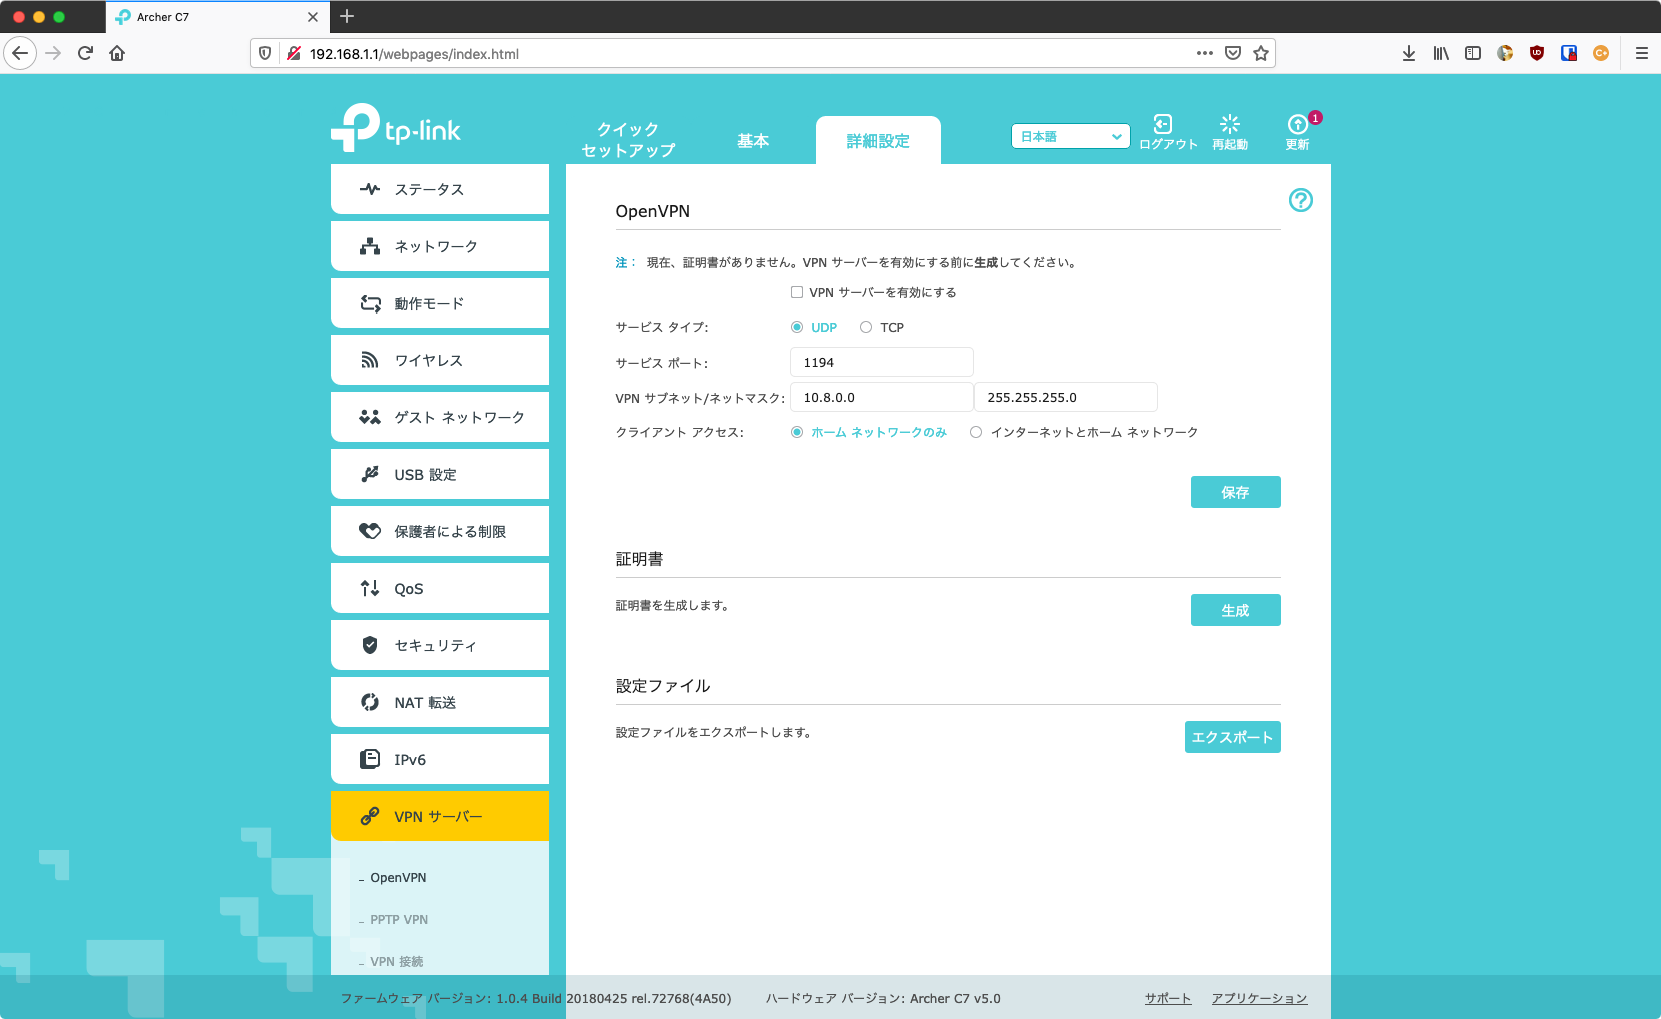 Archer C7
192.168.1.1/webpages/index.html
tp-link
クイック
セットアップ
基本
詳細設定
日本語
ログアウト
再起動
更新
1
ステータス
ネットワーク
動作モード
ワイヤレス
ゲスト ネットワーク
USB 設定
保護者による制限
QoS
セキュリティ
NAT 転送
IPv6
VPN サーバー
OpenVPN
PPTP VPN
VPN 接続
OpenVPN
注： 現在、証明書がありません。VPN サーバーを有効にする前に生成してください。
VPN サーバーを有効にする
サービス タイプ: UDP TCP
サービス ポート: 1194
VPN サブネット/ネットマスク: 10.8.0.0 255.255.255.0
クライアント アクセス: ホーム ネットワークのみ インターネットとホーム ネットワーク
保存
証明書
証明書を生成します。 生成
設定ファイル
設定ファイルをエクスポートします。 エクスポート
ファームウェア バージョン: 1.0.4 Build 20180425 rel.72768(4A50) ハードウェア バージョン: Archer C7 v5.0 サポート アプリケーション